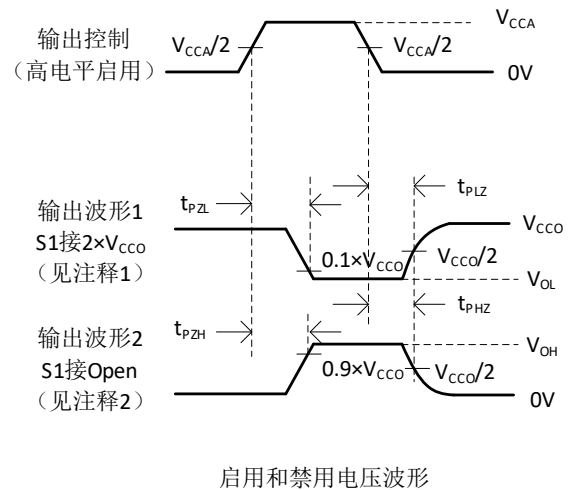 V_CCA
输出控制
（高电平启用）
V_CCA/2
V_CCA/2
0V
t_PZL
t_PLZ
输出波形1
S1接2×V_CCO
（见注释1）
V_CCO
0.1×V_CCO
V_CCO/2
V_OL
t_PZH
t_PHZ
输出波形2
S1接Open
（见注释2）
V_OH
0.9×V_CCO
V_CCO/2
0V
启用和禁用电压波形